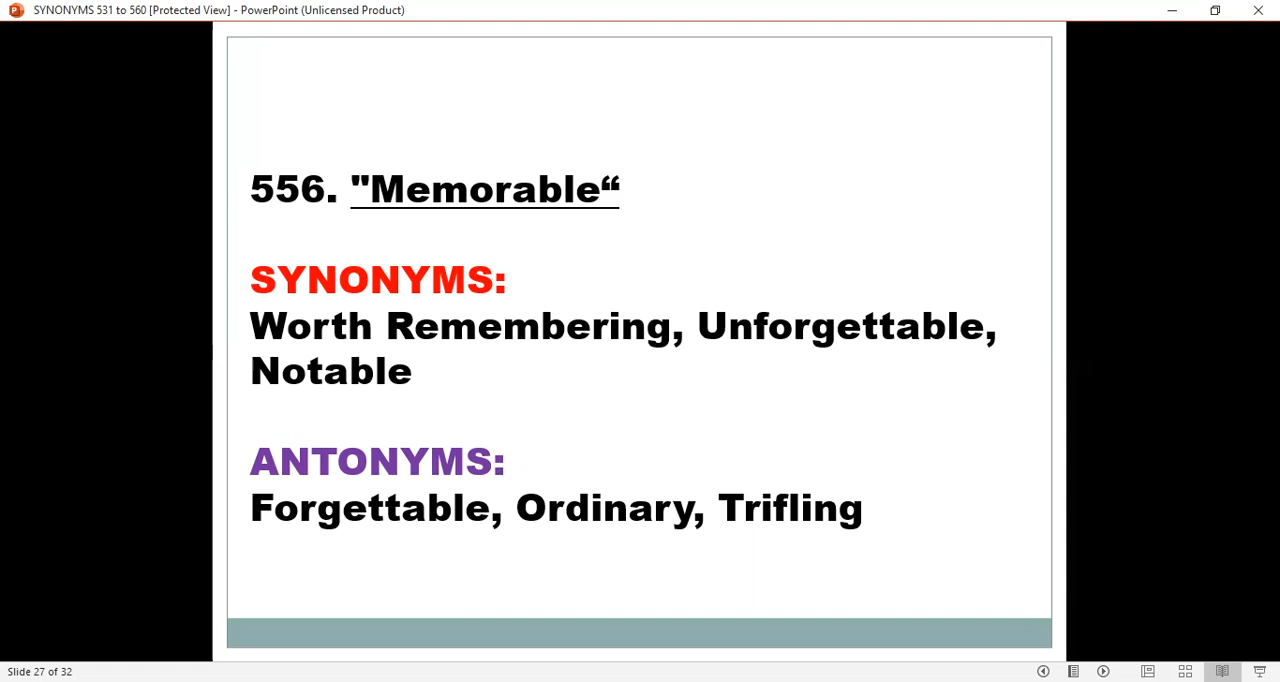 SYNONYMS 531 to 560 [Protected View] - PowerPoint (Unlicensed Product)
556. "Memorable“
SYNONYMS:
Worth Remembering, Unforgettable,
Notable
ANTONYMS:
Forgettable, Ordinary, Trifling
Slide 27 of 32